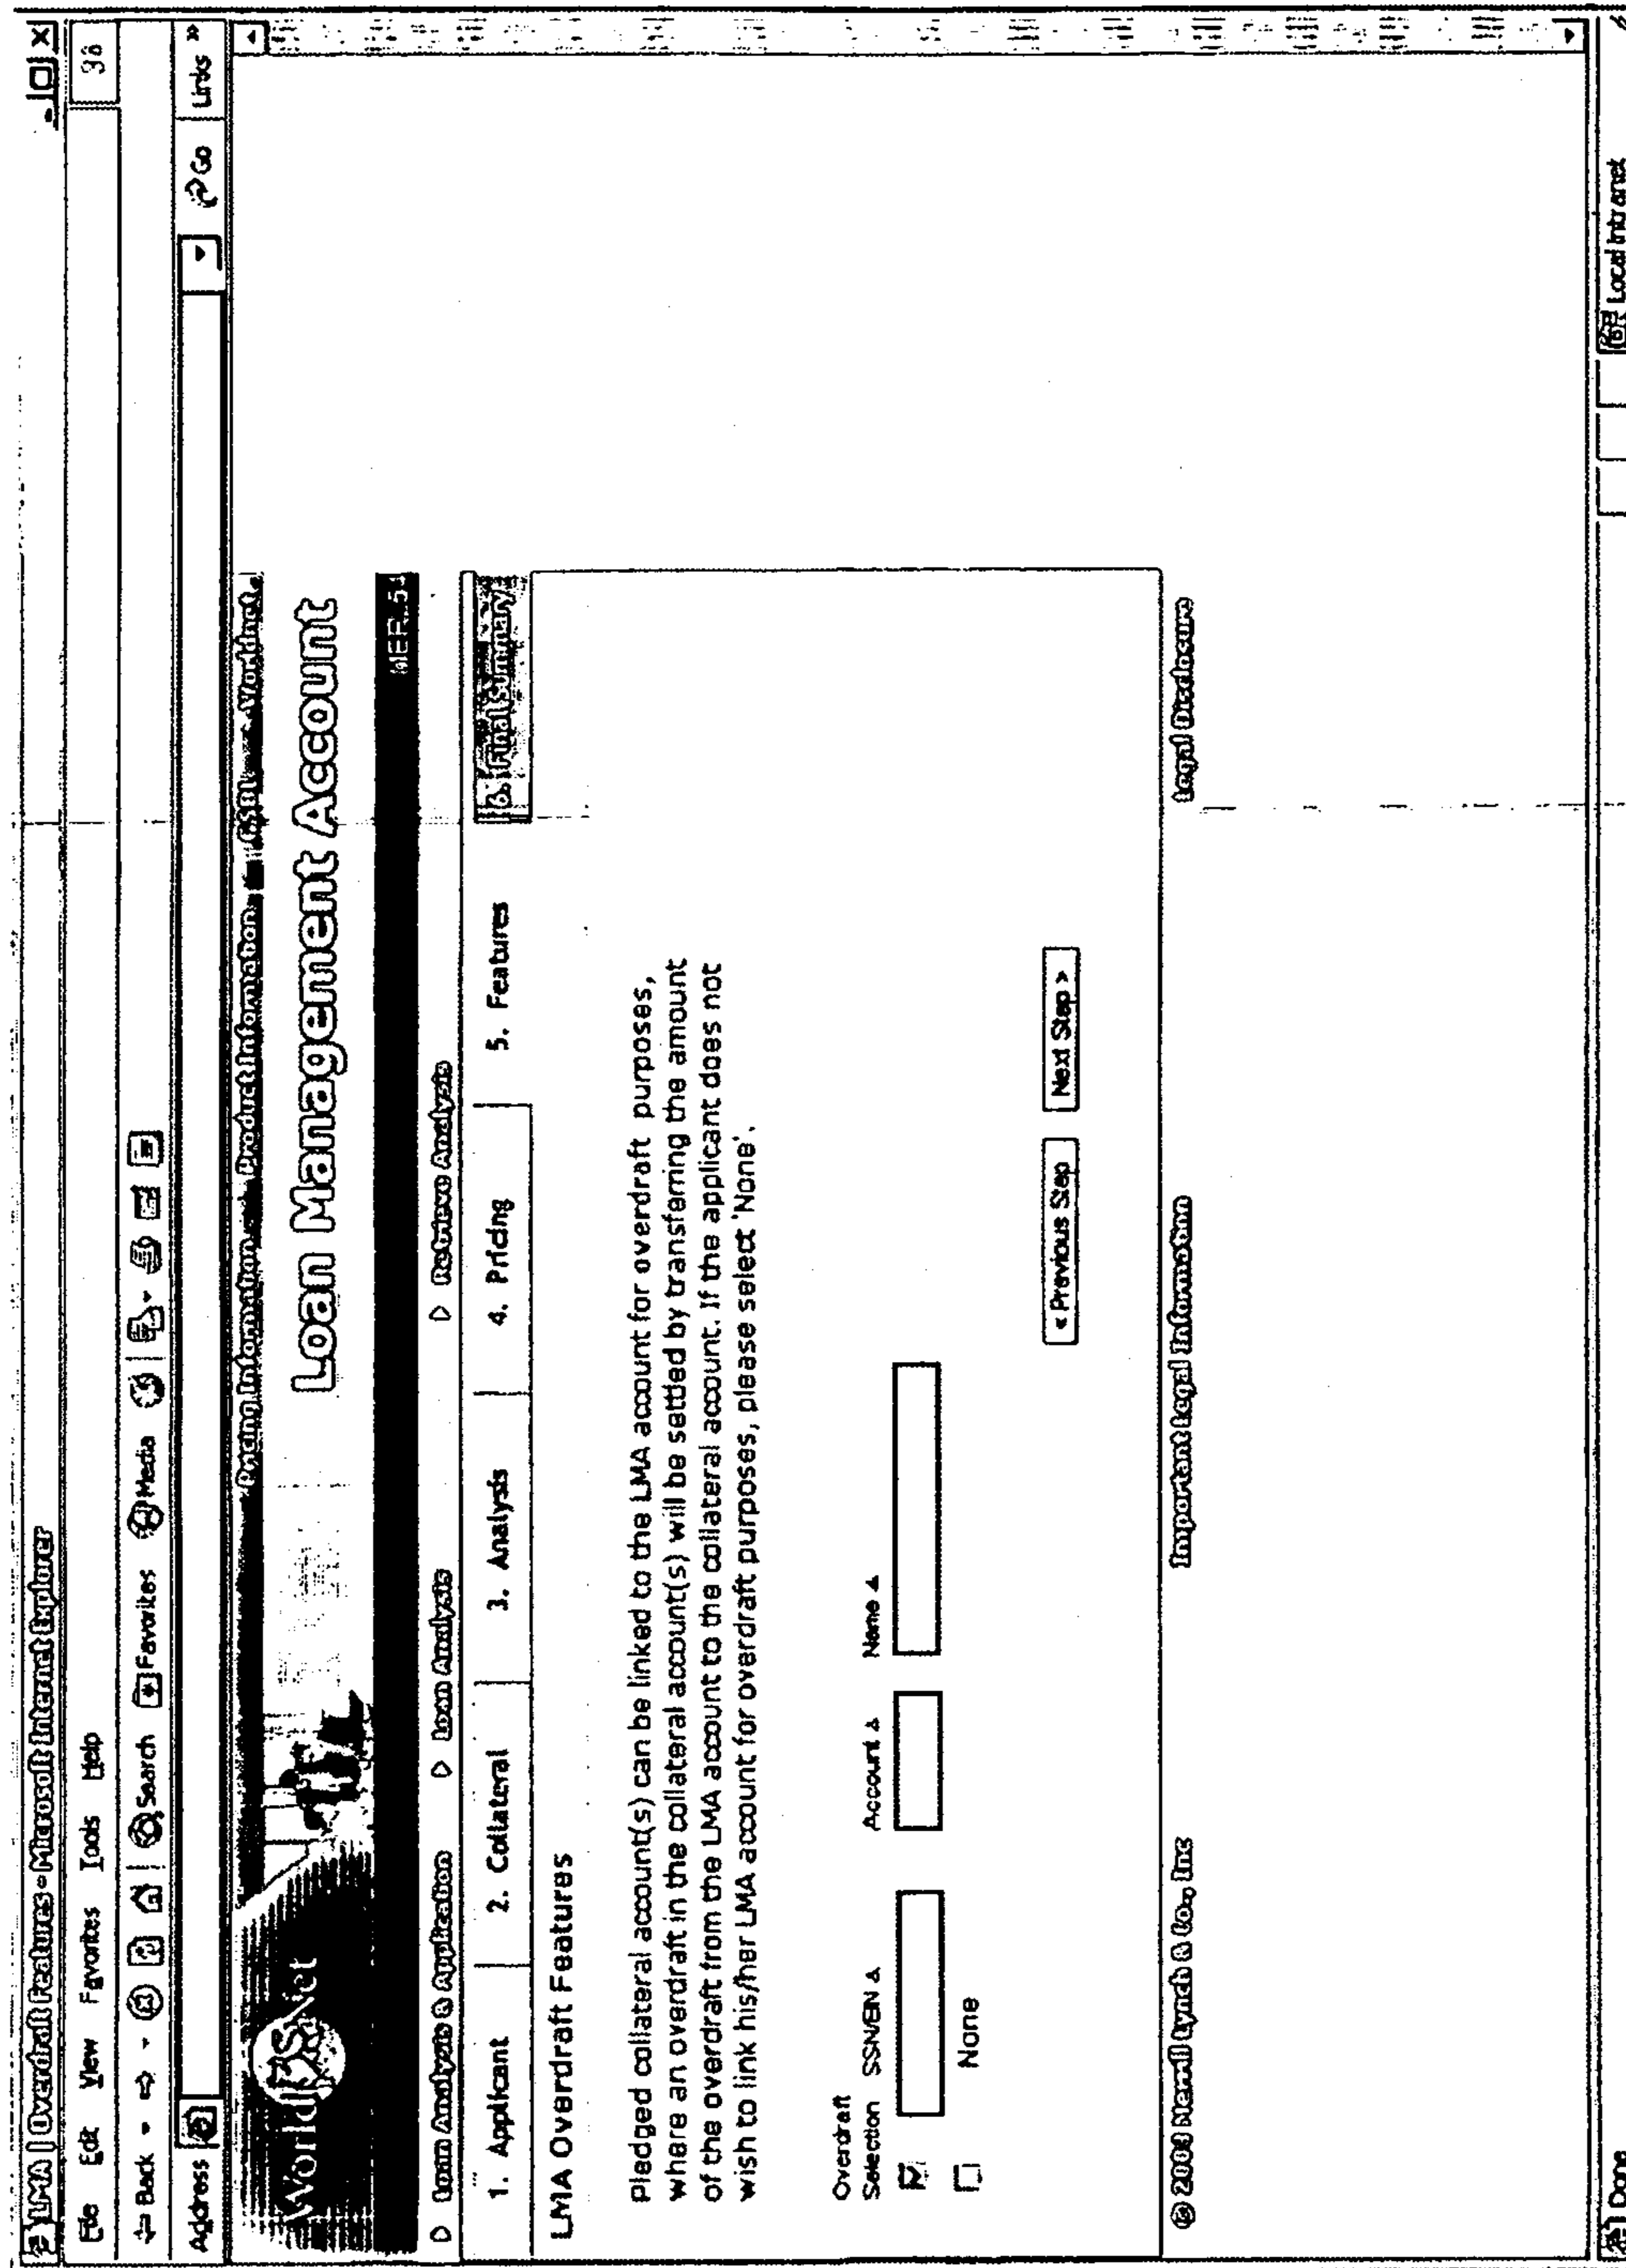 LMA | Overdraft Features - Microsoft Internet Explorer
File Edit View Favorites Tools Help
Back Search Favorites Media
Address Go Links »
Pricing Information Product Information Worldnet
World Net
Loan Management Account
Loan Analysis & Application Loan Analysis Retrieve Analysis
1. Applicant 2. Collateral 3. Analysis 4. Pricing 5. Features 6. Final Summary
LMA Overdraft Features
Pledged collateral account(s) can be linked to the LMA account for overdraft purposes,
where an overdraft in the collateral account(s) will be settled by transferring the amount
of the overdraft from the LMA account to the collateral account. If the applicant does not
wish to link his/her LMA account for overdraft purposes, please select 'None'.
Overdraft
Selection SSN/EIN Account Name
None
< Previous Step Next Step >
© 2003 Merrill Lynch & Co., Inc Important Legal Information Legal Disclosure
Done Local intranet